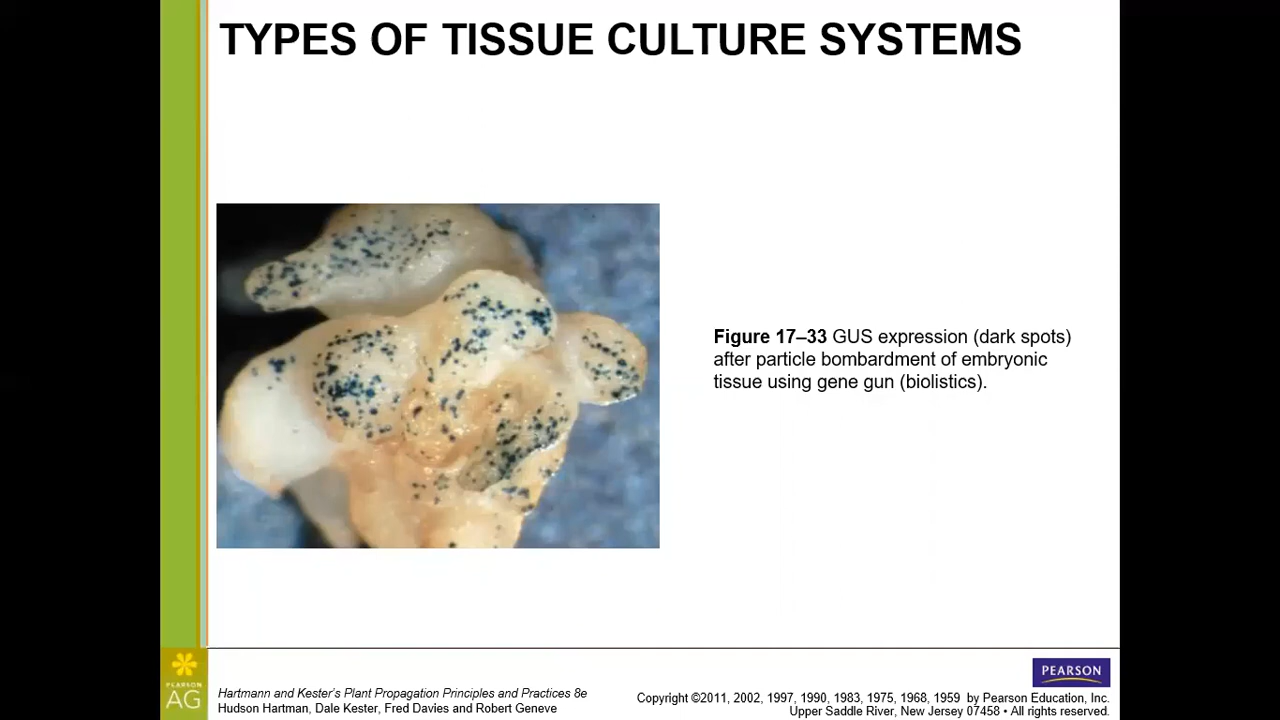 TYPES OF TISSUE CULTURE SYSTEMS
Figure 17–33 GUS expression (dark spots)
after particle bombardment of embryonic
tissue using gene gun (biolistics).
PEARSON
AG
Hartmann and Kester's Plant Propagation Principles and Practices 8e
Hudson Hartman, Dale Kester, Fred Davies and Robert Geneve
PEARSON
Copyright ©2011, 2002, 1997, 1990, 1983, 1975, 1968, 1959 by Pearson Education, Inc.
Upper Saddle River, New Jersey 07458 • All rights reserved.